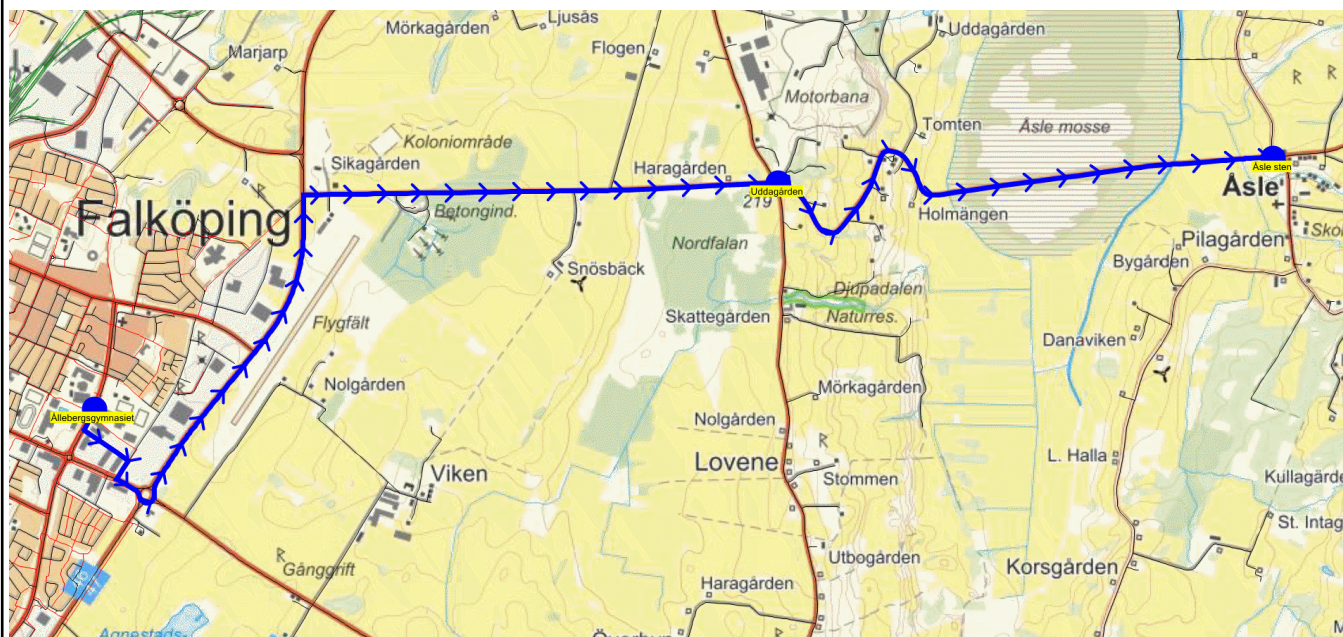 Mörkagården
Ljusås
Uddagården
Marjarp
Flogen
Motorbana
Tomten
Åsle mosse
Koloniområde
Sikagården
Haragården
Åsle sten
Uddagården
Åsle
219
Holmängen
Falköping
Betongind.
Nordfalan
Pilagården
Bygården
Snösbäck
Djupadalen
Naturres.
Flygfält
Skattegården
Danaviken
Nolgården
Mörkagården
Ållebergsgymnasiet
Nolgården
Lovene
L. Halla
Viken
Stommen
Kullagårde
St. Intag
Utbogården
Gånggrift
Korsgården
Haragården